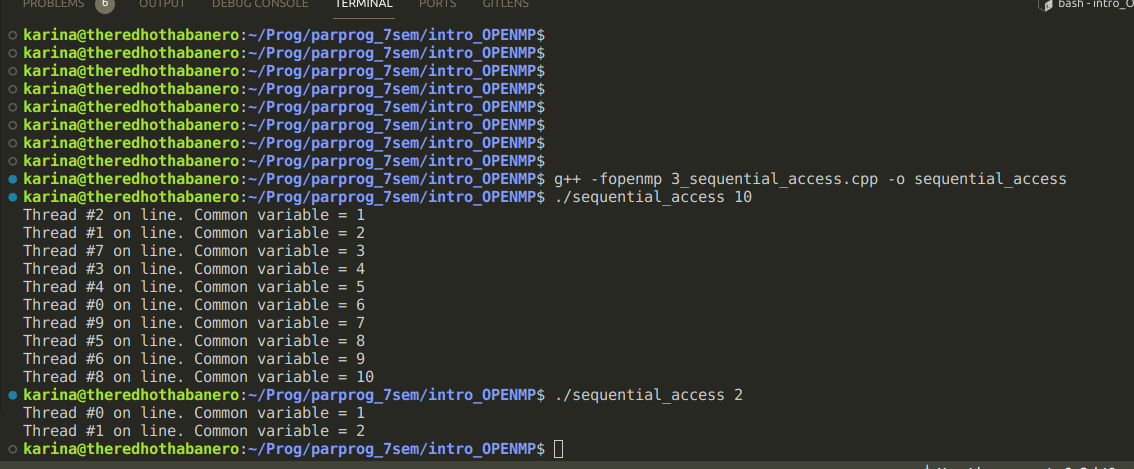 PROBLEMS 6 OUTPUT DEBUG CONSOLE TERMINAL PORTS GITLENS bash - intro_O
karina@theredhothabanero:~/Prog/parprog_7sem/intro_OPENMP$
karina@theredhothabanero:~/Prog/parprog_7sem/intro_OPENMP$
karina@theredhothabanero:~/Prog/parprog_7sem/intro_OPENMP$
karina@theredhothabanero:~/Prog/parprog_7sem/intro_OPENMP$
karina@theredhothabanero:~/Prog/parprog_7sem/intro_OPENMP$
karina@theredhothabanero:~/Prog/parprog_7sem/intro_OPENMP$
karina@theredhothabanero:~/Prog/parprog_7sem/intro_OPENMP$
karina@theredhothabanero:~/Prog/parprog_7sem/intro_OPENMP$
karina@theredhothabanero:~/Prog/parprog_7sem/intro_OPENMP$ g++ -fopenmp 3_sequential_access.cpp -o sequential_access
karina@theredhothabanero:~/Prog/parprog_7sem/intro_OPENMP$ ./sequential_access 10
Thread #2 on line. Common variable = 1
Thread #1 on line. Common variable = 2
Thread #7 on line. Common variable = 3
Thread #3 on line. Common variable = 4
Thread #4 on line. Common variable = 5
Thread #0 on line. Common variable = 6
Thread #9 on line. Common variable = 7
Thread #5 on line. Common variable = 8
Thread #6 on line. Common variable = 9
Thread #8 on line. Common variable = 10
karina@theredhothabanero:~/Prog/parprog_7sem/intro_OPENMP$ ./sequential_access 2
Thread #0 on line. Common variable = 1
Thread #1 on line. Common variable = 2
karina@theredhothabanero:~/Prog/parprog_7sem/intro_OPENMP$